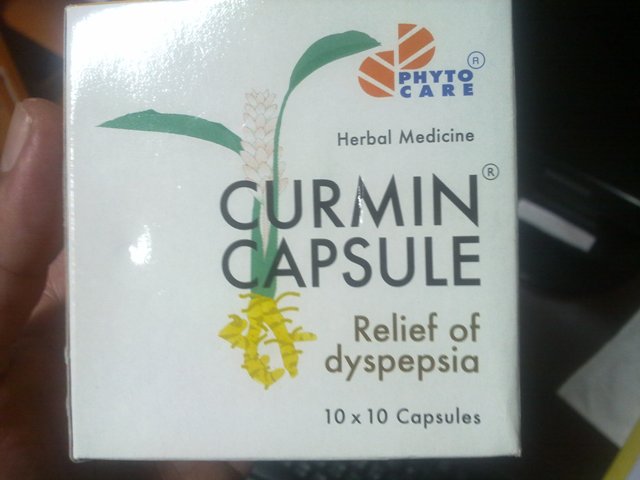 PHYTO ®
CARE
Herbal Medicine
CURMIN®
CAPSULE
Relief of
dyspepsia
10 x 10 Capsules